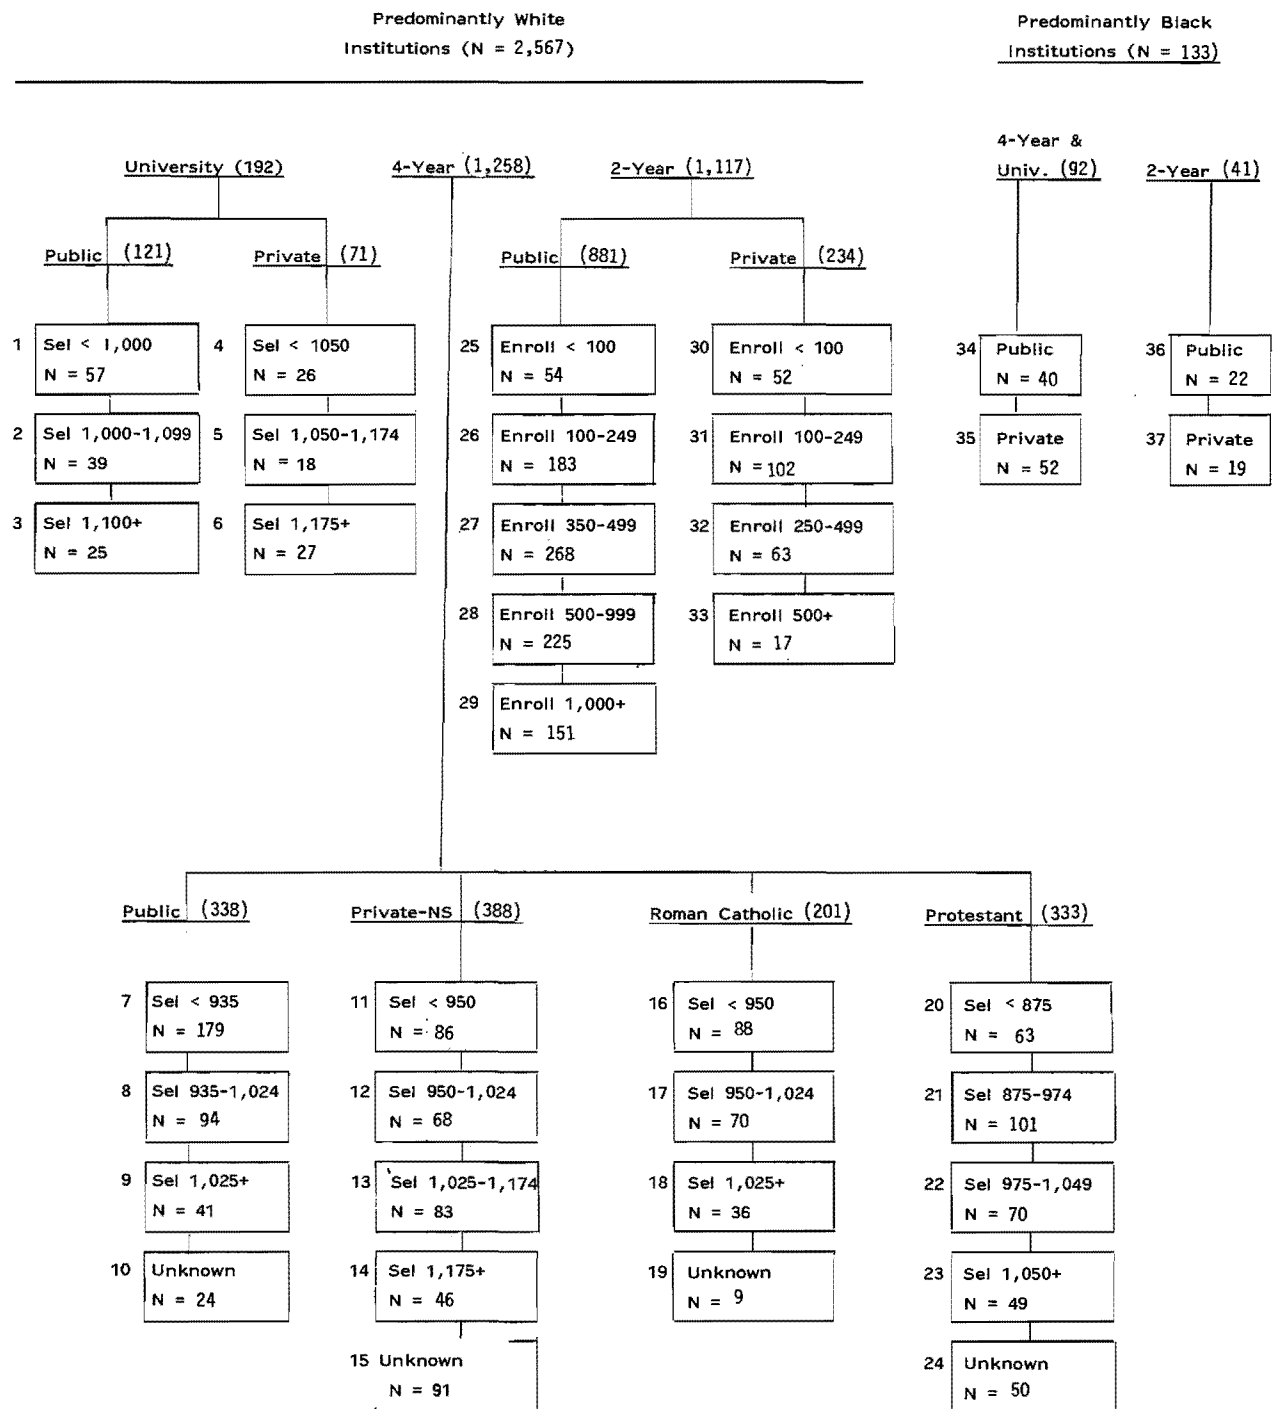 Predominantly White
Institutions (N = 2,567)
Predominantly Black
Institutions (N = 133)
University (192)
4-Year (1,258)
2-Year (1,117)
4-Year &
Univ. (92)
2-Year (41)
Public (121)
Private (71)
Public (881)
Private (234)
1 Sel < 1,000
N = 57
2 Sel 1,000-1,099
N = 39
3 Sel 1,100+
N = 25
4 Sel < 1050
N = 26
5 Sel 1,050-1,174
N = 18
6 Sel 1,175+
N = 27
25 Enroll < 100
N = 54
26 Enroll 100-249
N = 183
27 Enroll 350-499
N = 268
28 Enroll 500-999
N = 225
29 Enroll 1,000+
N = 151
30 Enroll < 100
N = 52
31 Enroll 100-249
N = 102
32 Enroll 250-499
N = 63
33 Enroll 500+
N = 17
34 Public
N = 40
35 Private
N = 52
36 Public
N = 22
37 Private
N = 19
Public (338)
Private-NS (388)
Roman Catholic (201)
Protestant (333)
7 Sel < 935
N = 179
8 Sel 935-1,024
N = 94
9 Sel 1,025+
N = 41
10 Unknown
N = 24
11 Sel < 950
N = 86
12 Sel 950-1,024
N = 68
13 Sel 1,025-1,174
N = 83
14 Sel 1,175+
N = 46
15 Unknown
N = 91
16 Sel < 950
N = 88
17 Sel 950-1,024
N = 70
18 Sel 1,025+
N = 36
19 Unknown
N = 9
20 Sel < 875
N = 63
21 Sel 875-974
N = 101
22 Sel 975-1,049
N = 70
23 Sel 1,050+
N = 49
24 Unknown
N = 50